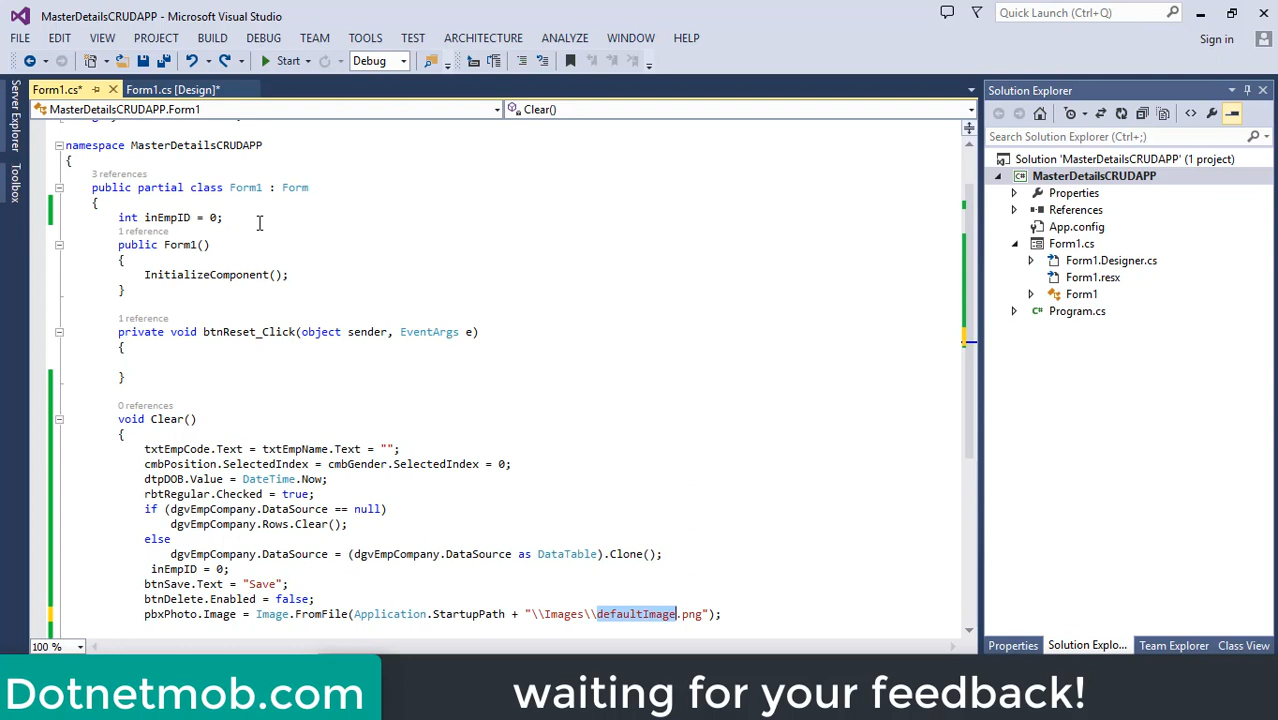 MasterDetailsCRUDAPP - Microsoft Visual Studio
Quick Launch (Ctrl+Q)
FILE EDIT VIEW PROJECT BUILD DEBUG TEAM TOOLS TEST ARCHITECTURE ANALYZE WINDOW HELP
Sign in
Start Debug
Server Explorer
Toolbox
Form1.cs* Form1.cs [Design]*
MasterDetailsCRUDAPP.Form1 Clear()
namespace MasterDetailsCRUDAPP
{
3 references
public partial class Form1 : Form
{
int inEmpID = 0;
1 reference
public Form1()
{
InitializeComponent();
}
1 reference
private void btnReset_Click(object sender, EventArgs e)
{
}
0 references
void Clear()
{
txtEmpCode.Text = txtEmpName.Text = "";
cmbPosition.SelectedIndex = cmbGender.SelectedIndex = 0;
dtpDOB.Value = DateTime.Now;
rbtRegular.Checked = true;
if (dgvEmpCompany.DataSource == null)
dgvEmpCompany.Rows.Clear();
else
dgvEmpCompany.DataSource = (dgvEmpCompany.DataSource as DataTable).Clone();
inEmpID = 0;
btnSave.Text = "Save";
btnDelete.Enabled = false;
pbxPhoto.Image = Image.FromFile(Application.StartupPath + "\\Images\\defaultImage.png");
100 %
Solution Explorer
Search Solution Explorer (Ctrl+;)
Solution 'MasterDetailsCRUDAPP' (1 project)
MasterDetailsCRUDAPP
Properties
References
App.config
Form1.cs
Form1.Designer.cs
Form1.resx
Form1
Program.cs
Properties Solution Explo... Team Explorer Class View
Dotnetmob.com
waiting for your feedback!